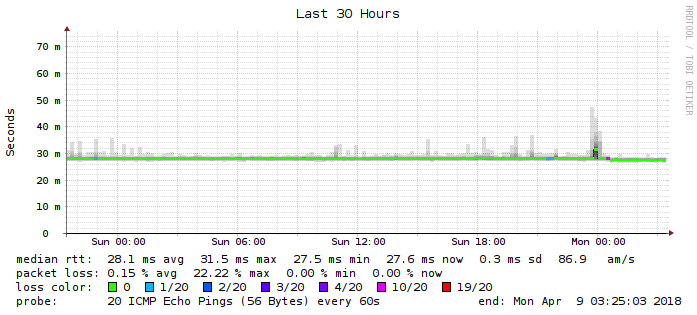 Last 30 Hours
RRDTOOL / TOBI OETIKER
Seconds
70 m
60 m
50 m
40 m
30 m
20 m
10 m
0
Sun 00:00 Sun 06:00 Sun 12:00 Sun 18:00 Mon 00:00
median rtt: 28.1 ms avg 31.5 ms max 27.5 ms min 27.6 ms now 0.3 ms sd 86.9 am/s
packet loss: 0.15 % avg 22.22 % max 0.00 % min 0.00 % now
loss color: 0 1/20 2/20 3/20 4/20 10/20 19/20
probe: 20 ICMP Echo Pings (56 Bytes) every 60s end: Mon Apr 9 03:25:03 2018